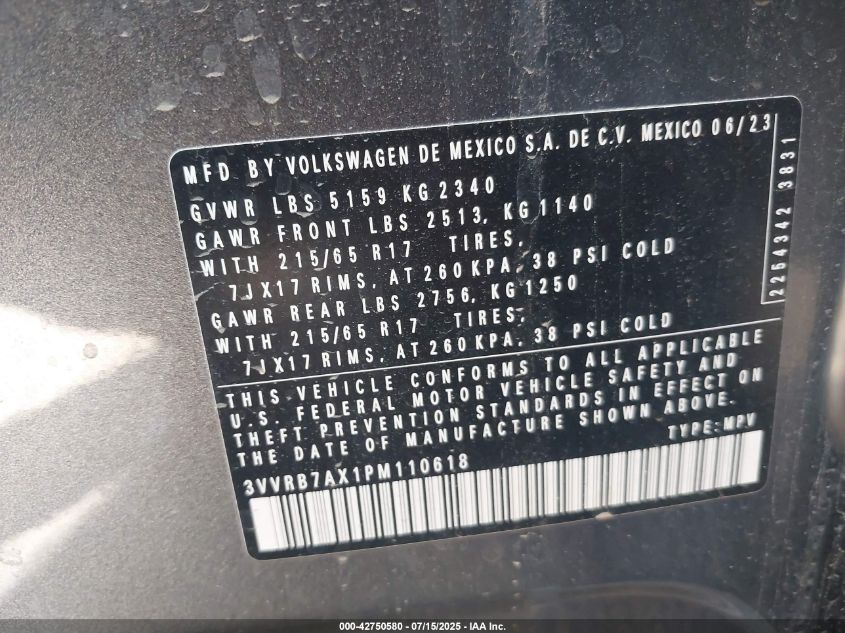 MFD BY VOLKSWAGEN DE MEXICO S.A. DE C.V. MEXICO 06/23
GVWR LBS 5159 KG 2340
GAWR FRONT LBS 2513, KG 1140
WITH 215/65 R17 TIRES,
7JX17 RIMS, AT 260 KPA, 38 PSI COLD
GAWR REAR LBS 2756, KG 1250
WITH 215/65 R17 TIRES,
7JX17 RIMS, AT 260 KPA, 38 PSI COLD
2254342 3831
THIS VEHICLE CONFORMS TO ALL APPLICABLE
U.S. FEDERAL MOTOR VEHICLE SAFETY AND
THEFT PREVENTION STANDARDS IN EFFECT ON
THE DATE OF MANUFACTURE SHOWN ABOVE.
TYPE: MPV
3VVRB7AX1PM110618
000-42750580 - 07/15/2025 - IAA Inc.